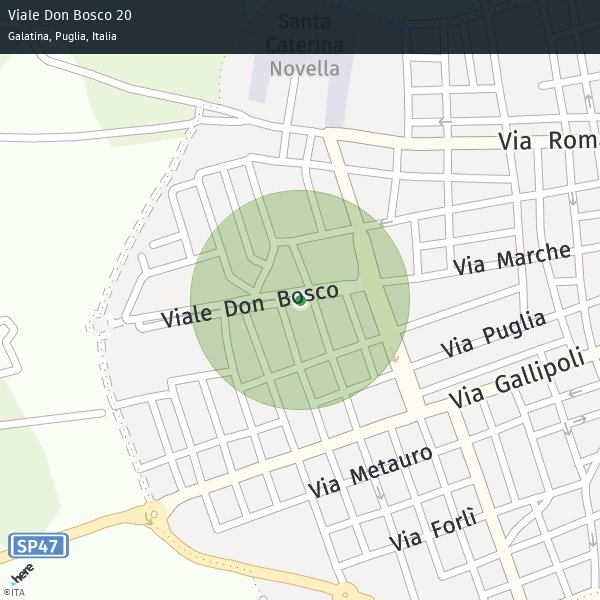 Viale Don Bosco 20
Galatina, Puglia, Italia
Santa
Caterina
Novella
Via Roma
Via Marche
Viale Don Bosco
Via Puglia
Via Gallipoli
Via Metauro
Via Forlì
SP47
here
©ITA